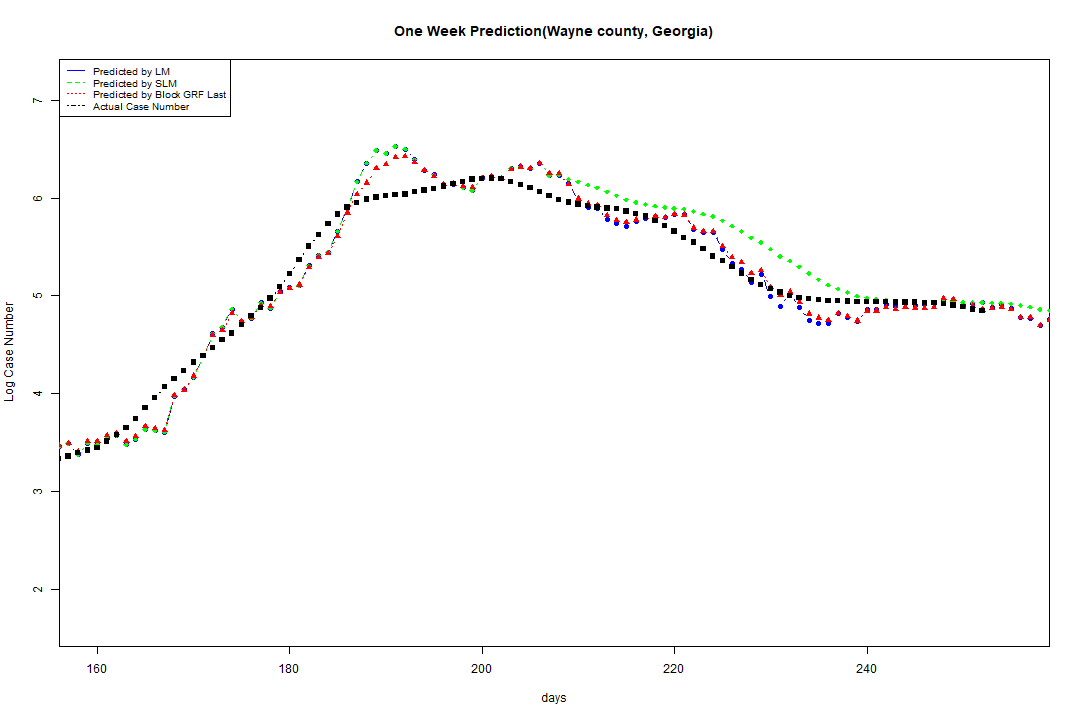 One Week Prediction(Wayne county, Georgia)
Predicted by LM
Predicted by SLM
Predicted by Block GRF Last
Actual Case Number
7
6
5
4
3
2
Log Case Number
160 180 200 220 240
days